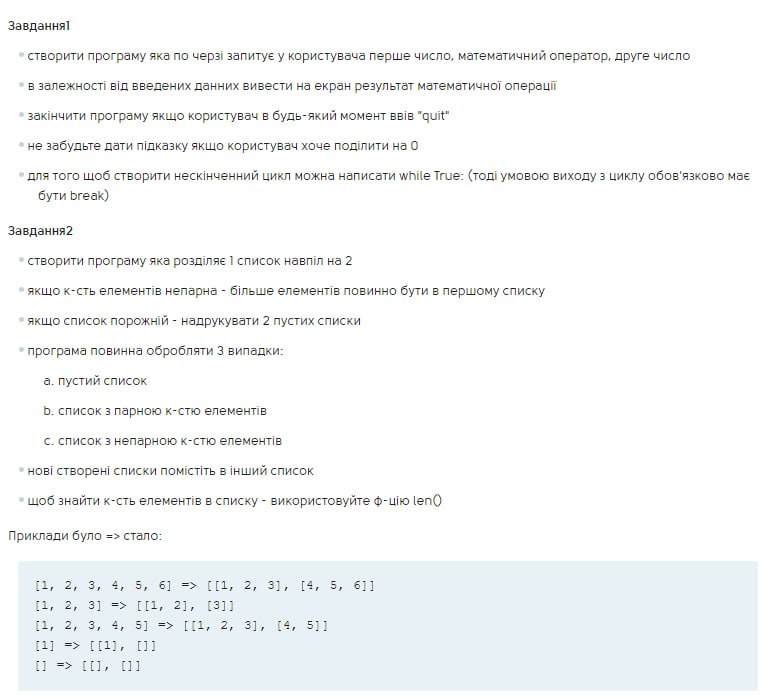 Завдання1
створити програму яка по черзі запитує у користувача перше число, математичний оператор, друге число
в залежності від введених данних вивести на екран результат математичної операції
закінчити програму якщо користувач в будь-який момент ввів "quit"
не забудьте дати підказку якщо користувач хоче поділити на 0
для того щоб створити нескінченний цикл можна написати while True: (тоді умовою виходу з циклу обов'язково має
бути break)
Завдання2
створити програму яка розділяє 1 список навпіл на 2
якщо к-сть елементів непарна - більше елементів повинно бути в першому списку
якщо список порожній - надрукувати 2 пустих списки
програма повинна обробляти 3 випадки:
a. пустий список
b. список з парною к-стю елементів
c. список з непарною к-стю елементів
нові створені списки помістіть в інший список
щоб знайти к-сть елементів в списку - використовуйте ф-цію len()
Приклади було => стало:
[1, 2, 3, 4, 5, 6] => [[1, 2, 3], [4, 5, 6]]
[1, 2, 3] => [[1, 2], [3]]
[1, 2, 3, 4, 5] => [[1, 2, 3], [4, 5]]
[1] => [[1], []]
[] => [[], []]